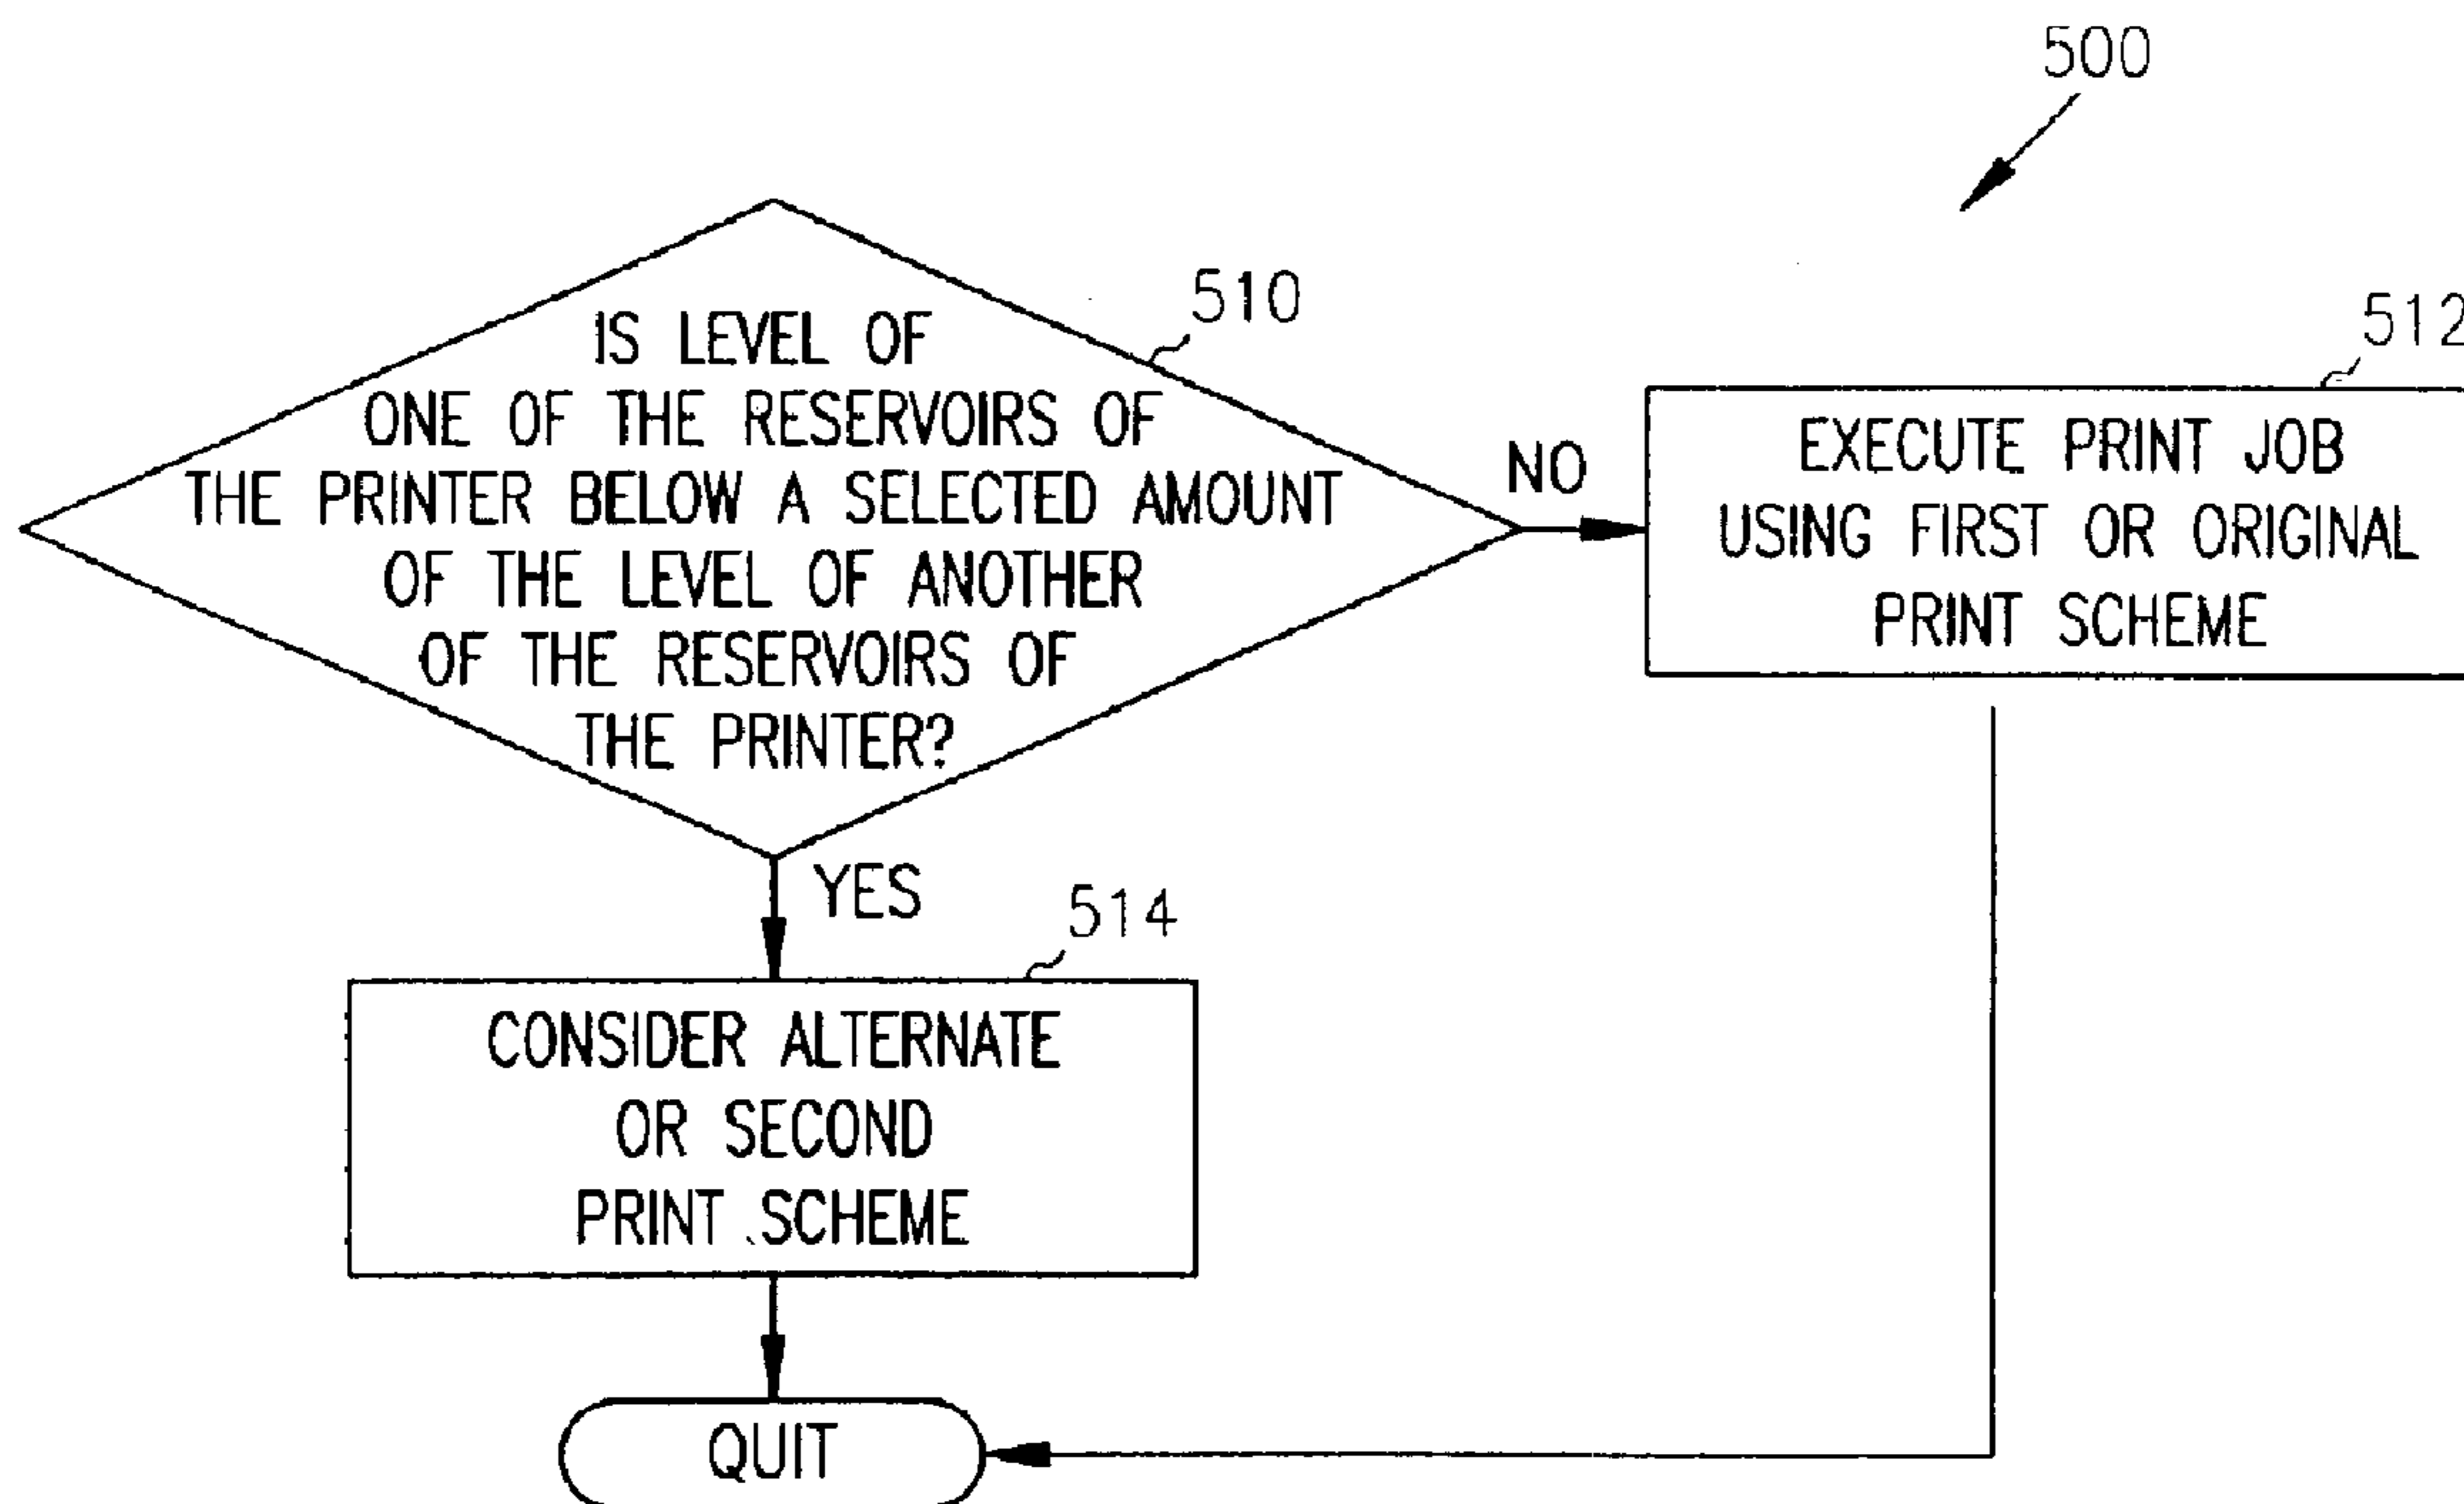 500
510
IS LEVEL OF
ONE OF THE RESERVOIRS OF
THE PRINTER BELOW A SELECTED AMOUNT
OF THE LEVEL OF ANOTHER
OF THE RESERVOIRS OF
THE PRINTER?
NO
512
EXECUTE PRINT JOB
USING FIRST OR ORIGINAL
PRINT SCHEME
YES
514
CONSIDER ALTERNATE
OR SECOND
PRINT SCHEME
QUIT